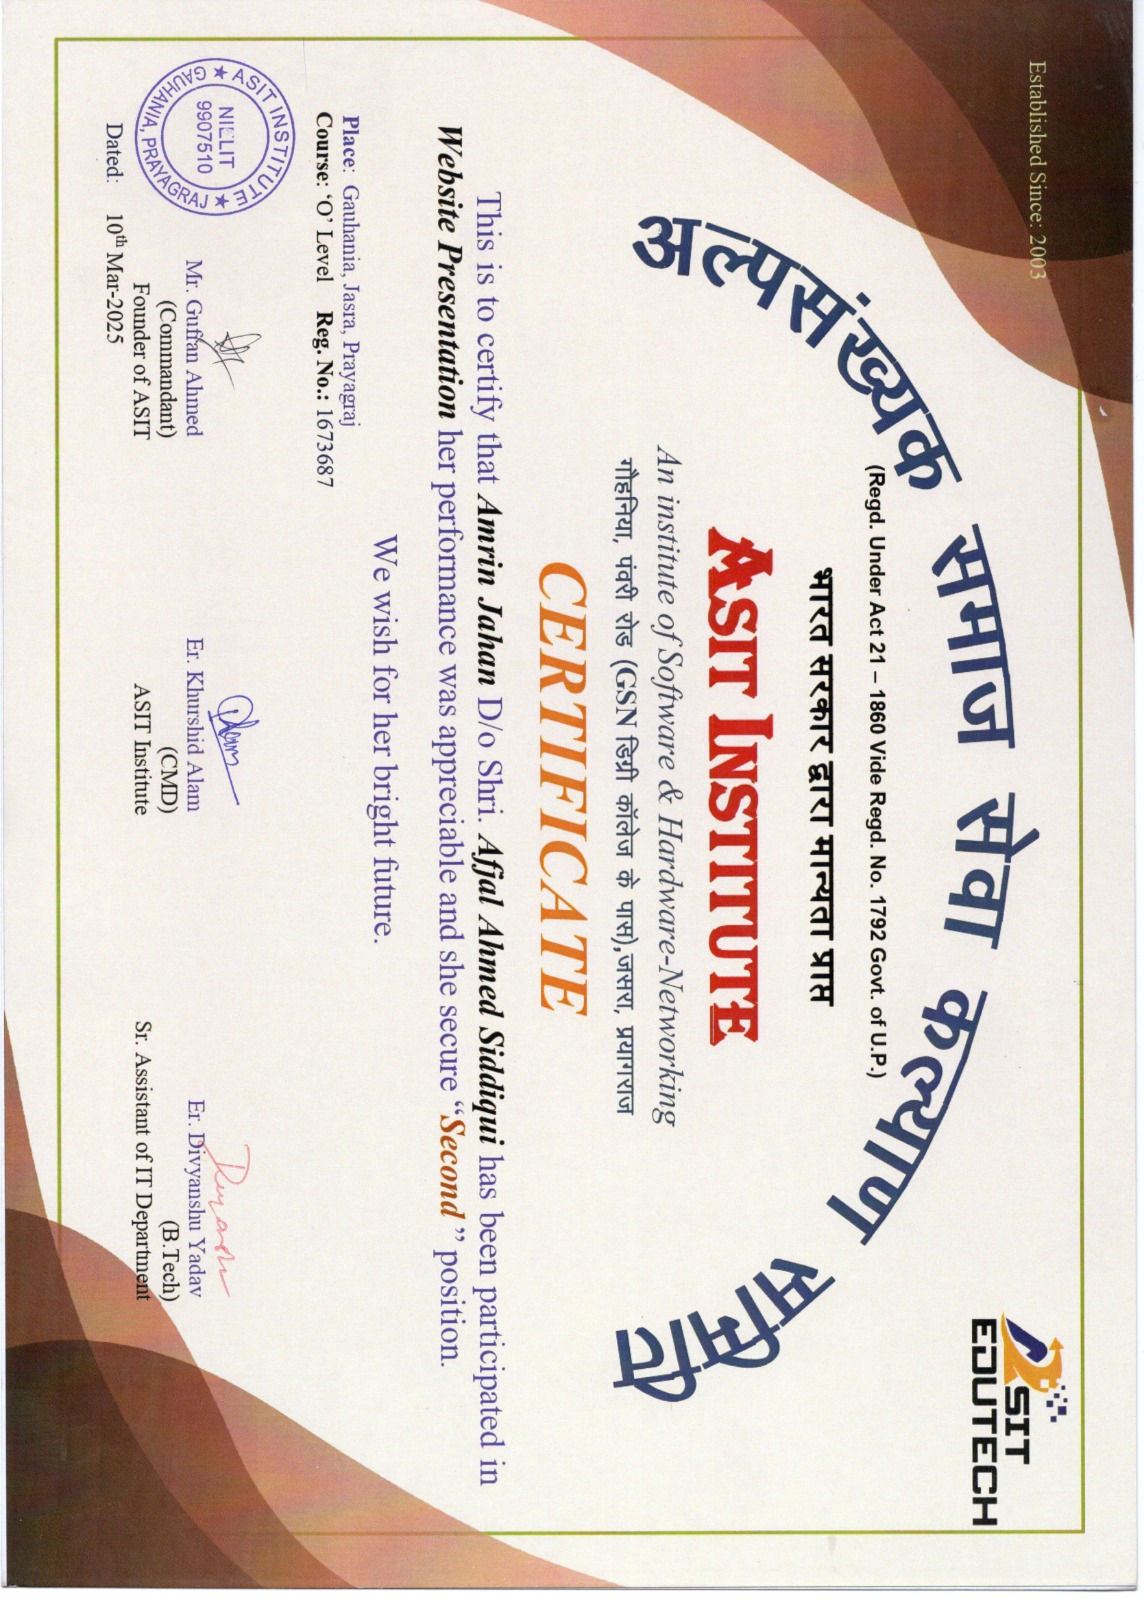 Established Since: 2003
ASIT
EDUTECH
अल्पसंख्यक समाज सेवा कल्याण समिति
(Regd. Under Act 21 – 1860 Vide Regd. No. 1792 Govt. of U.P.)
भारत सरकार द्वारा मान्यता प्राप्त
ASIT INSTITUTE
An institute of Software & Hardware-Networking
गौहनिया, पंवरी रोड (GSN डिग्री कॉलेज के पास),जसरा, प्रयागराज
CERTIFICATE
This is to certify that Amrin Jahan D/o Shri. Afjal Ahmed Siddiqui has been participated in
Website Presentation her performance was appreciable and she secure “Second ” position.
We wish for her bright future.
Place: Gauhania, Jasra, Prayagraj
Course: ‘O’ Level Reg. No.: 1673687
ASIT INSTITUTE
NIELIT
9907510
★ GAUHANIA, PRAYAGRAJ ★
Mr. Guffan Ahmed
(Commandant)
Founder of ASIT
Er. Khurshid Alam
(CMD)
ASIT Institute
Er. Divyanshu Yadav
(B.Tech)
Sr. Assistant of IT Department
Dated: 10th Mar-2025